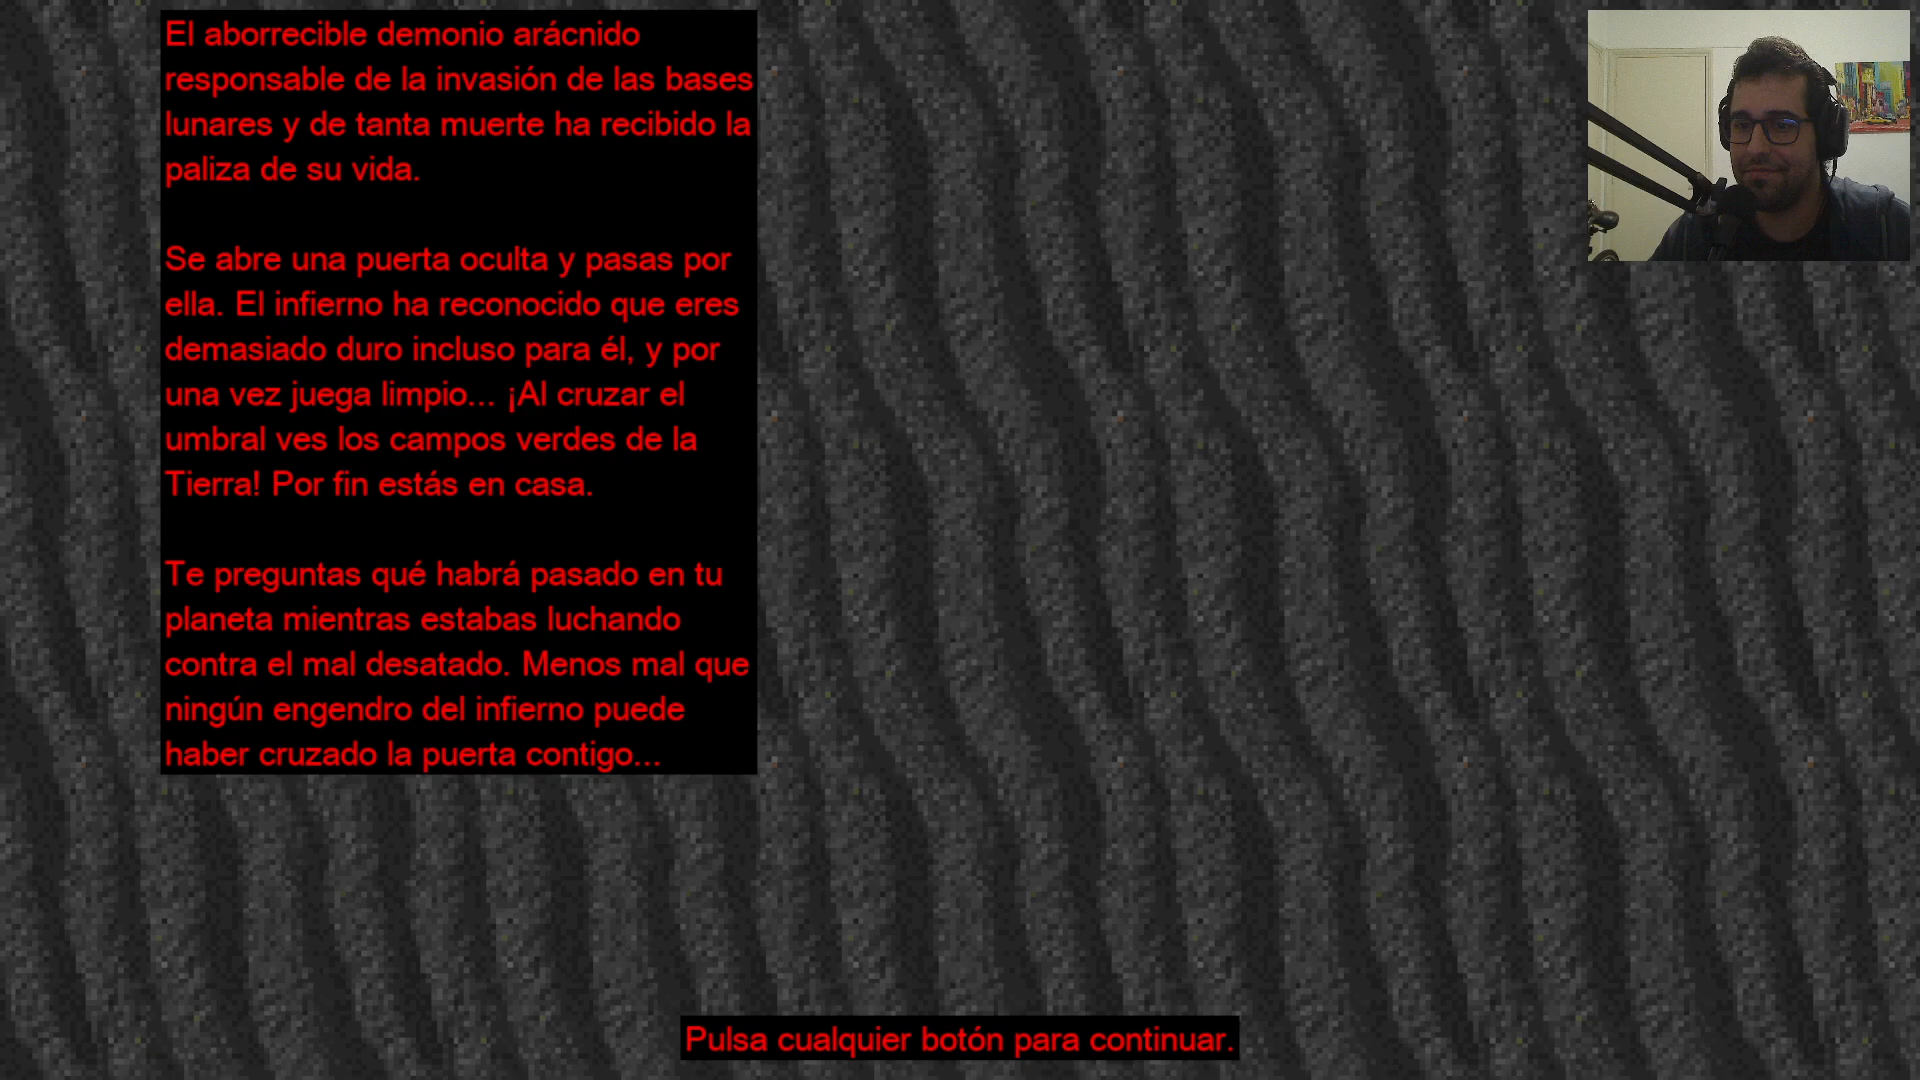 El aborrecible demonio arácnido
responsable de la invasión de las bases
lunares y de tanta muerte ha recibido la
paliza de su vida.
Se abre una puerta oculta y pasas por
ella. El infierno ha reconocido que eres
demasiado duro incluso para él, y por
una vez juega limpio... ¡Al cruzar el
umbral ves los campos verdes de la
Tierra! Por fin estás en casa.
Te preguntas qué habrá pasado en tu
planeta mientras estabas luchando
contra el mal desatado. Menos mal que
ningún engendro del infierno puede
haber cruzado la puerta contigo...
Pulsa cualquier botón para continuar.